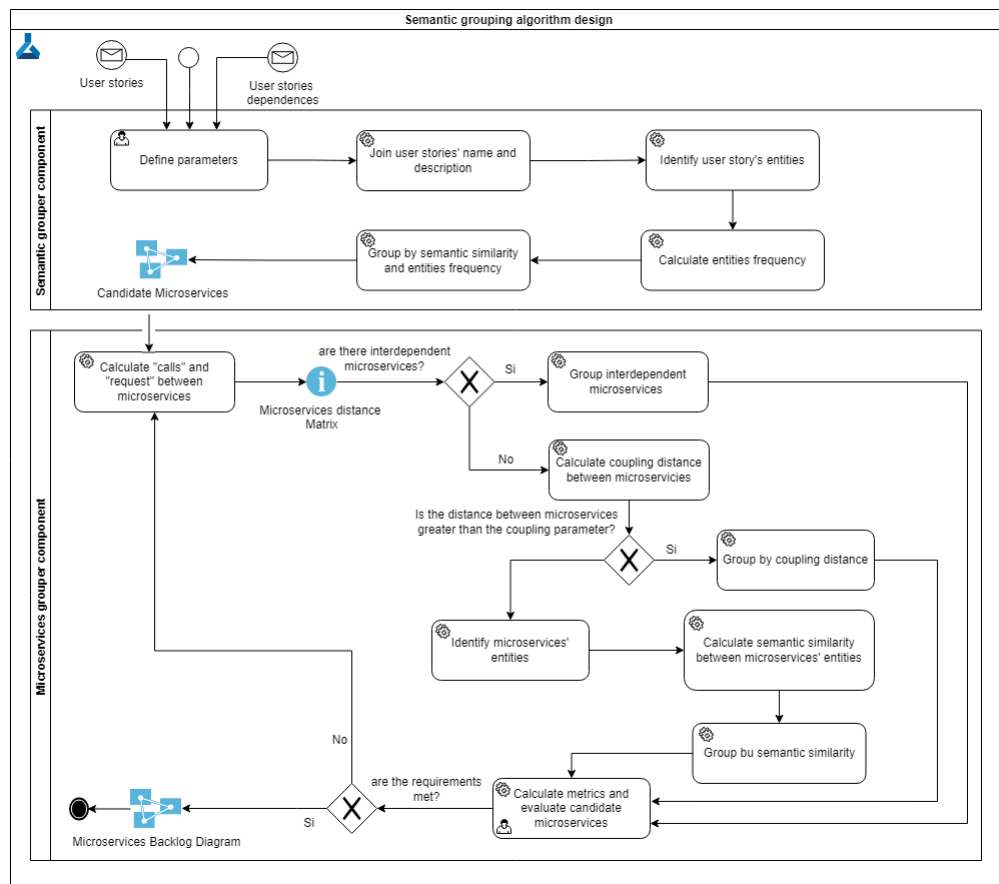 Semantic grouping algorithm design
User stories
User stories
dependences
Semantic grouper component
Define parameters
Join user stories' name and
description
Identify user story's entities
Group by semantic similarity
and entities frequency
Calculate entities frequency
Candidate Microservices
Microservices grouper component
Calculate "calls" and
"request" between
microservices
Microservices distance
Matrix
are there interdependent
microservices?
Si
Group interdependent
microservices
No
Calculate coupling distance
between microservicies
Is the distance between microservices
greater than the coupling parameter?
Si
Group by coupling distance
Identify microservices'
entities
Calculate semantic similarity
between microservices' entities
Group bu semantic similarity
Calculate metrics and
evaluate candidate
microservices
are the requirements
met?
No
Si
Microservices Backlog Diagram